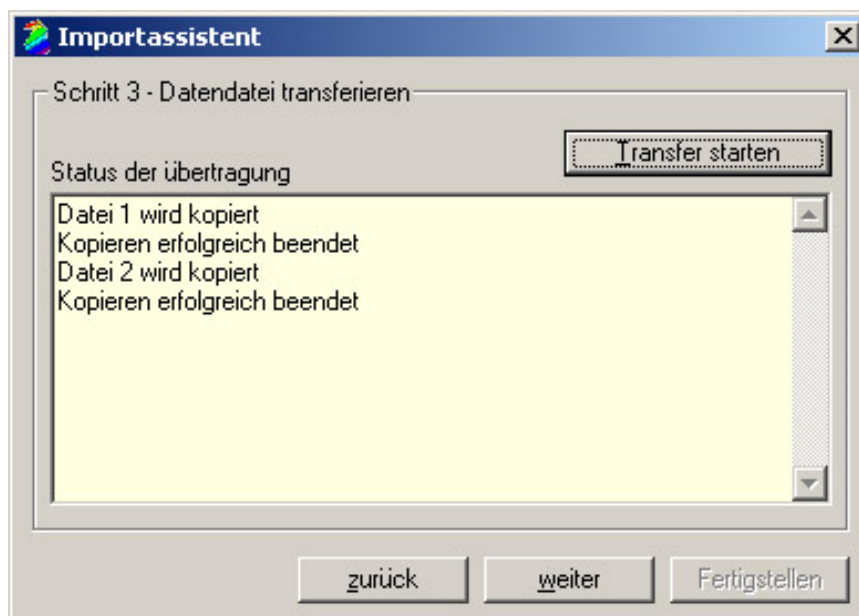 Importassistent
Schritt 3 - Datendatei transferieren
Transfer starten
Status der übertragung
Datei 1 wird kopiert
Kopieren erfolgreich beendet
Datei 2 wird kopiert
Kopieren erfolgreich beendet
zurück
weiter
Fertigstellen